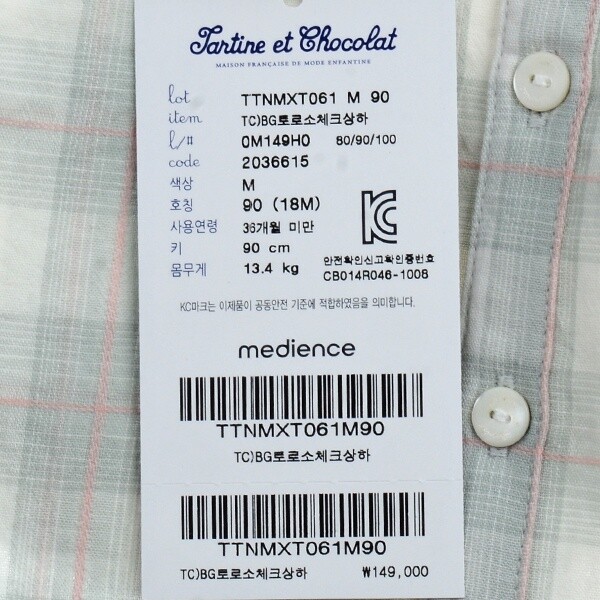 Tartine et Chocolat
MAISON FRANÇAISE DE MODE ENFANTINE
lot TTNMXT061 M 90
item TC)BG토로소체크상하
l/# 0M149H0 80/90/100
code 2036615
색상 M
호칭 90 (18M)
사용연령 36개월 미만
키 90 cm
몸무게 13.4 kg
안전확인신고확인증번호
CB014R046-1008
KC마크는 이제품이 공통안전 기준에 적합하였음을 의미합니다.
medience
TTNMXT061M90
TC)BG토로소체크상하
TTNMXT061M90
TC)BG토로소체크상하 ₩149,000